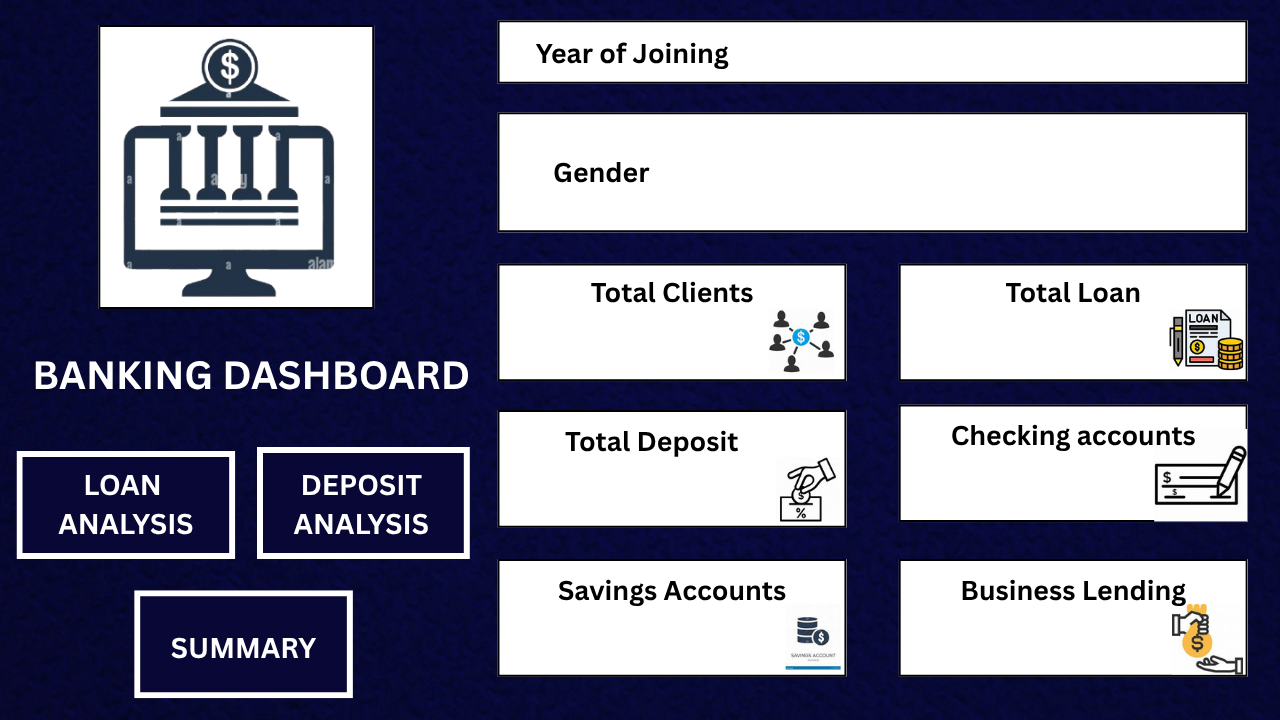 Year of Joining
Gender
BANKING DASHBOARD
LOAN
ANALYSIS
DEPOSIT
ANALYSIS
SUMMARY
Total Clients
$
Total Loan
LOAN
$
Total Deposit
$
%
Checking accounts
$
$
Savings Accounts
$
SAVINGS ACCOUNT
Business Lending
$
$
a
a
a
a
a
a
a
a
a